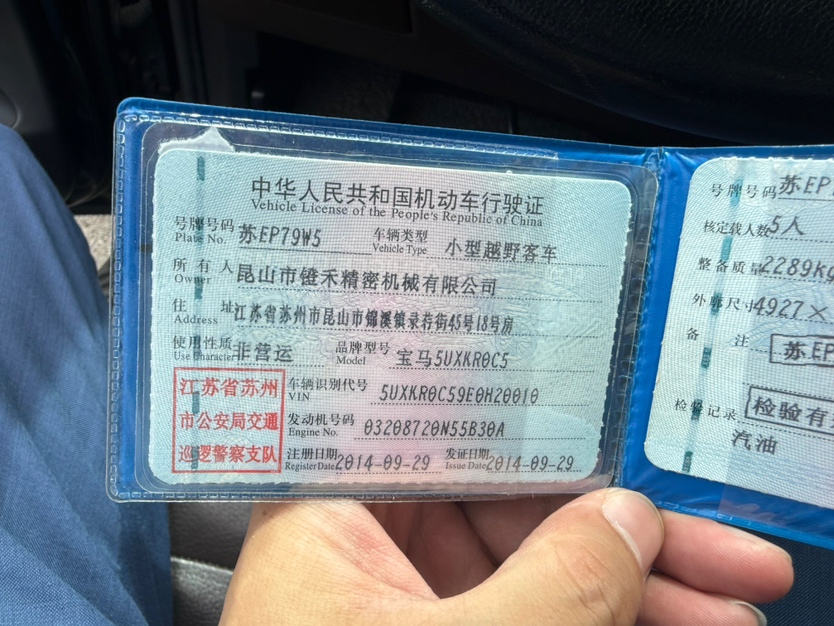 中华人民共和国机动车行驶证
Vehicle License of the People's Republic of China
号牌号码 苏EP79W5 车辆类型 小型越野客车
Plate No. Vehicle Type
所有人 昆山市镫禾精密机械有限公司
Owner
住址 江苏省苏州市昆山市锦溪镇录荇街45号18号房
Address
使用性质 非营运 品牌型号 宝马5UXKR0C5
Use Character Model
江苏省苏州
市公安局交通
巡逻警察支队
车辆识别代号 5UXKR0C59E0H20010
VIN
发动机号码 03208720N55B30A
Engine No.
注册日期 2014-09-29 发证日期 2014-09-29
Register Date Issue Date
号牌号码 苏EP
核定载人数 5人
整备质量 2289kg
外廓尺寸 4927×
备注 苏EP
检验记录 检验有
汽油